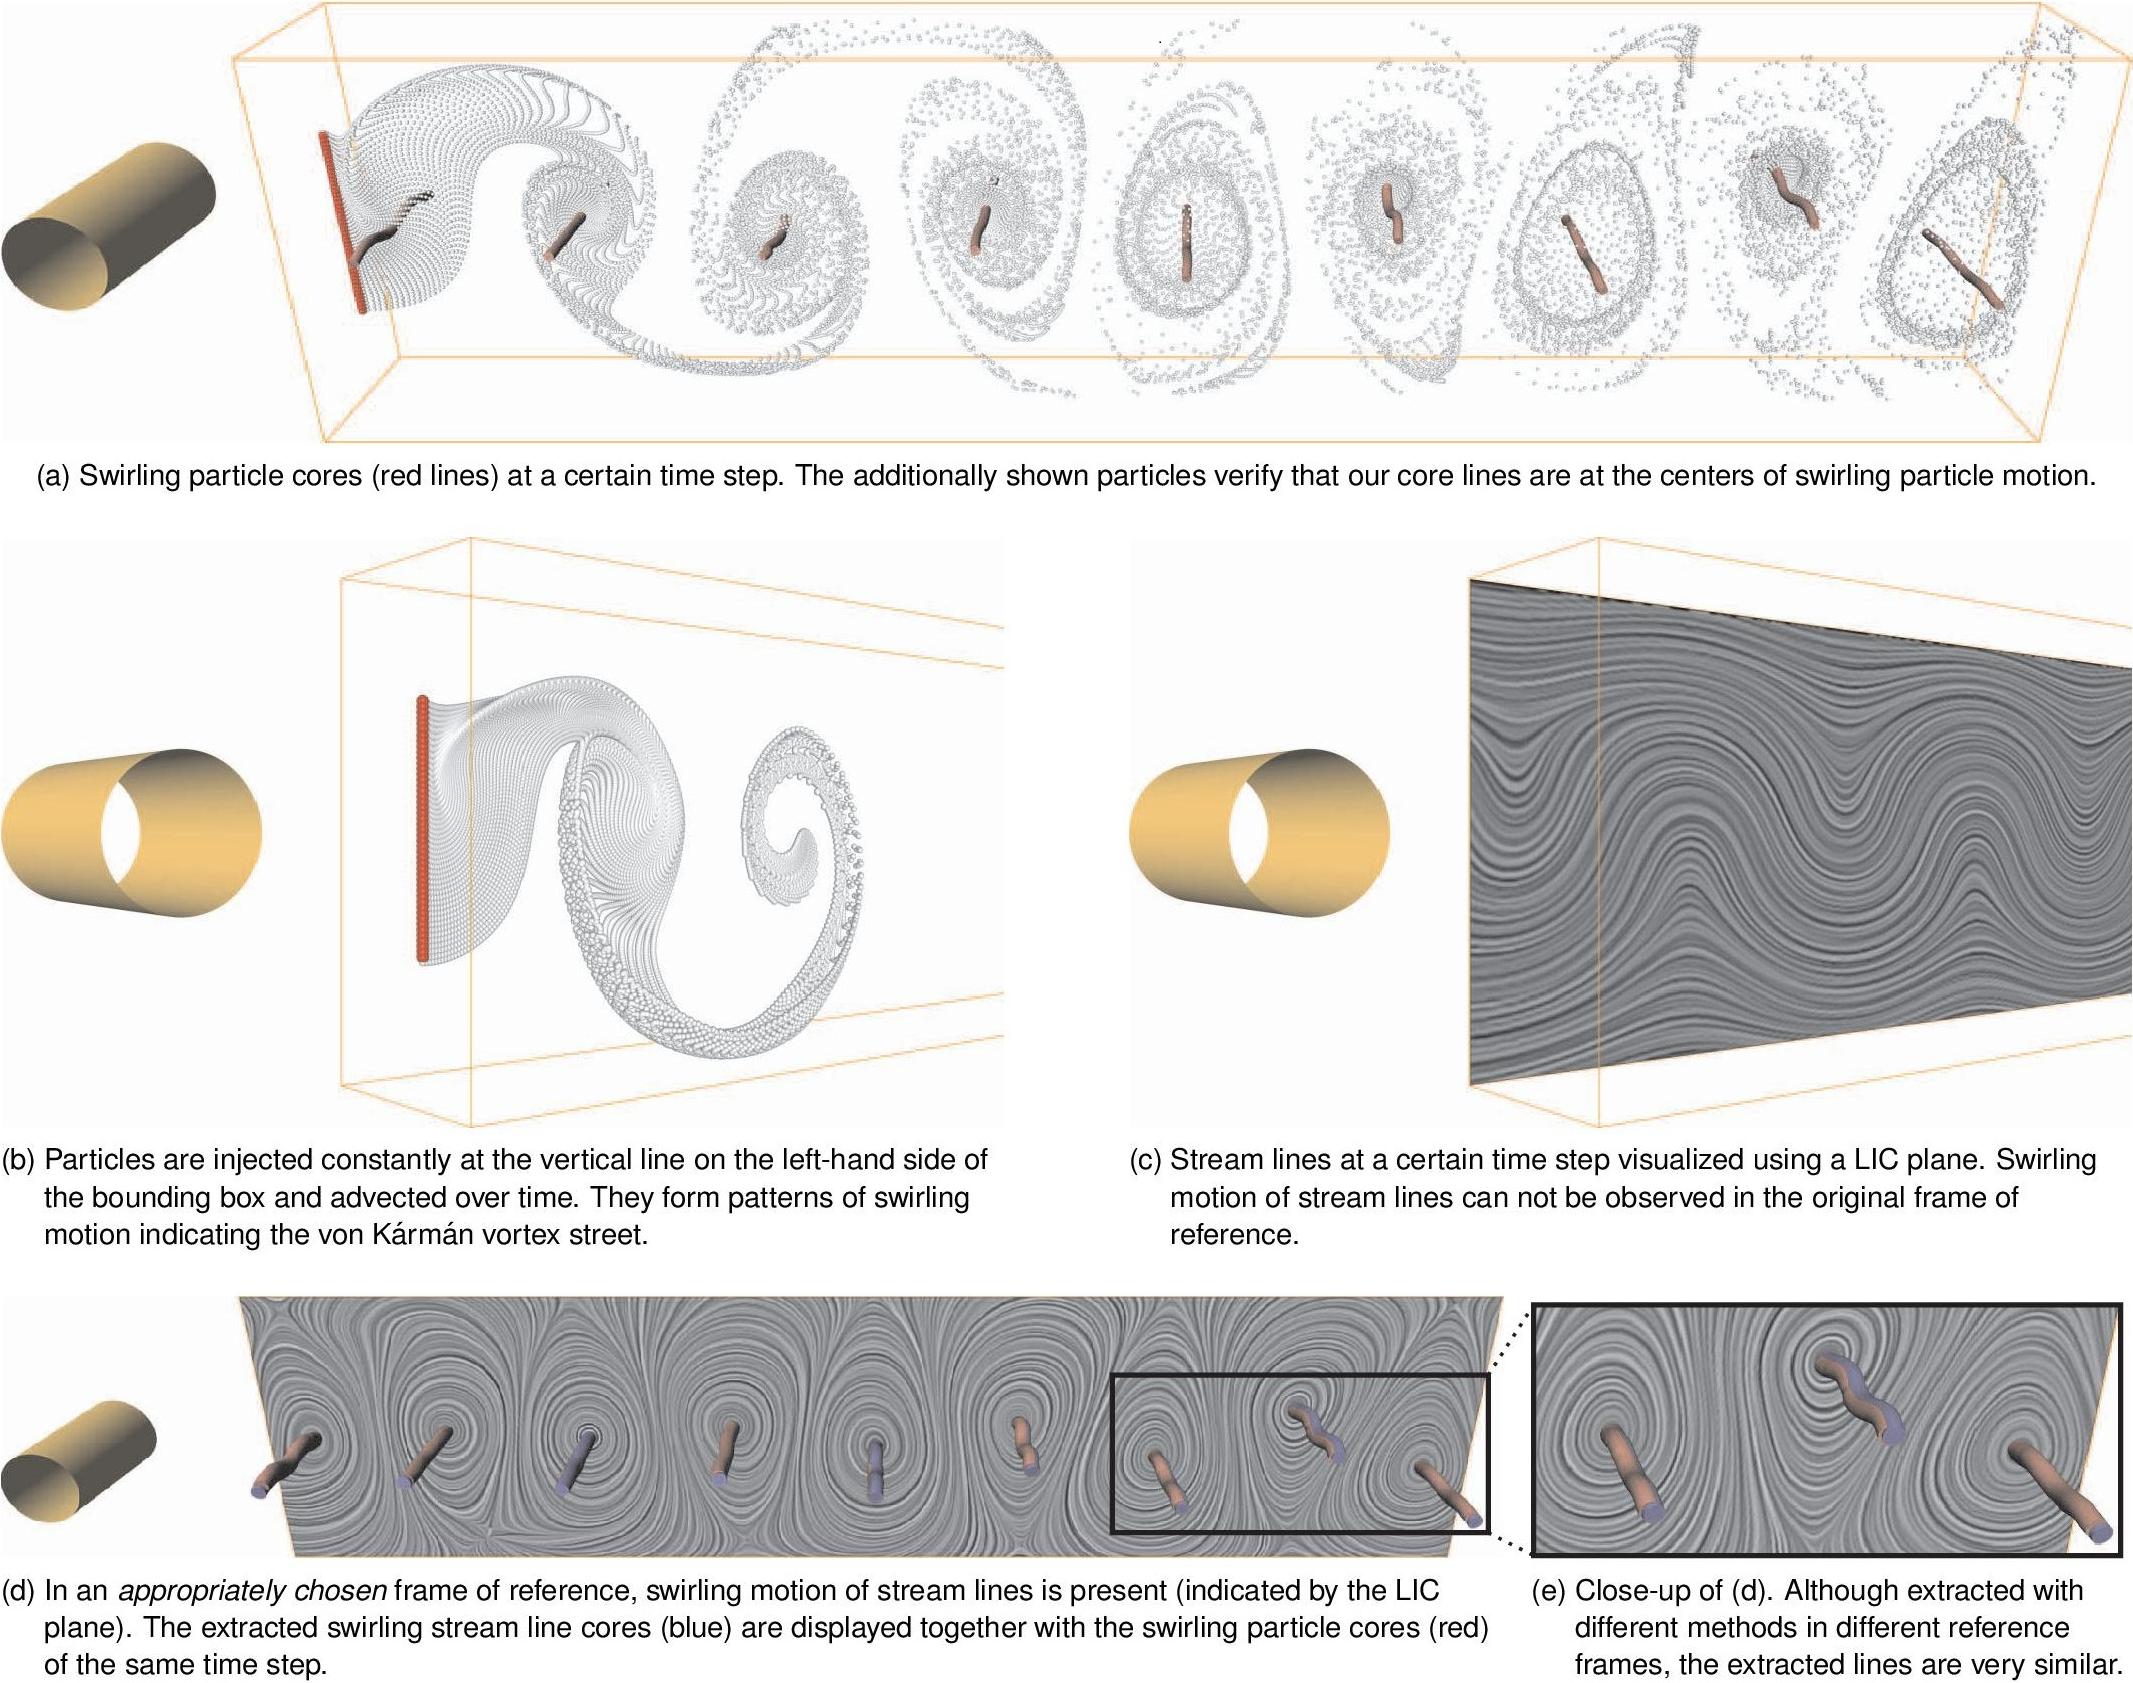 (a) Swirling particle cores (red lines) at a certain time step. The additionally shown particles verify that our core lines are at the centers of swirling particle motion.
(b) Particles are injected constantly at the vertical line on the left-hand side of
the bounding box and advected over time. They form patterns of swirling
motion indicating the von Kármán vortex street.
(c) Stream lines at a certain time step visualized using a LIC plane. Swirling
motion of stream lines can not be observed in the original frame of
reference.
(d) In an appropriately chosen frame of reference, swirling motion of stream lines is present (indicated by the LIC
plane). The extracted swirling stream line cores (blue) are displayed together with the swirling particle cores (red)
of the same time step.
(e) Close-up of (d). Although extracted with
different methods in different reference
frames, the extracted lines are very similar.